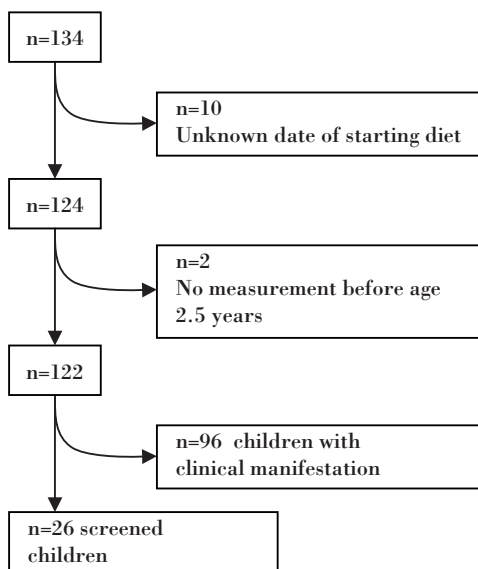 n=134
n=10
Unknown date of starting diet
n=124
n=2
No measurement before age
2.5 years
n=122
n=96 children with
clinical manifestation
n=26 screened
children